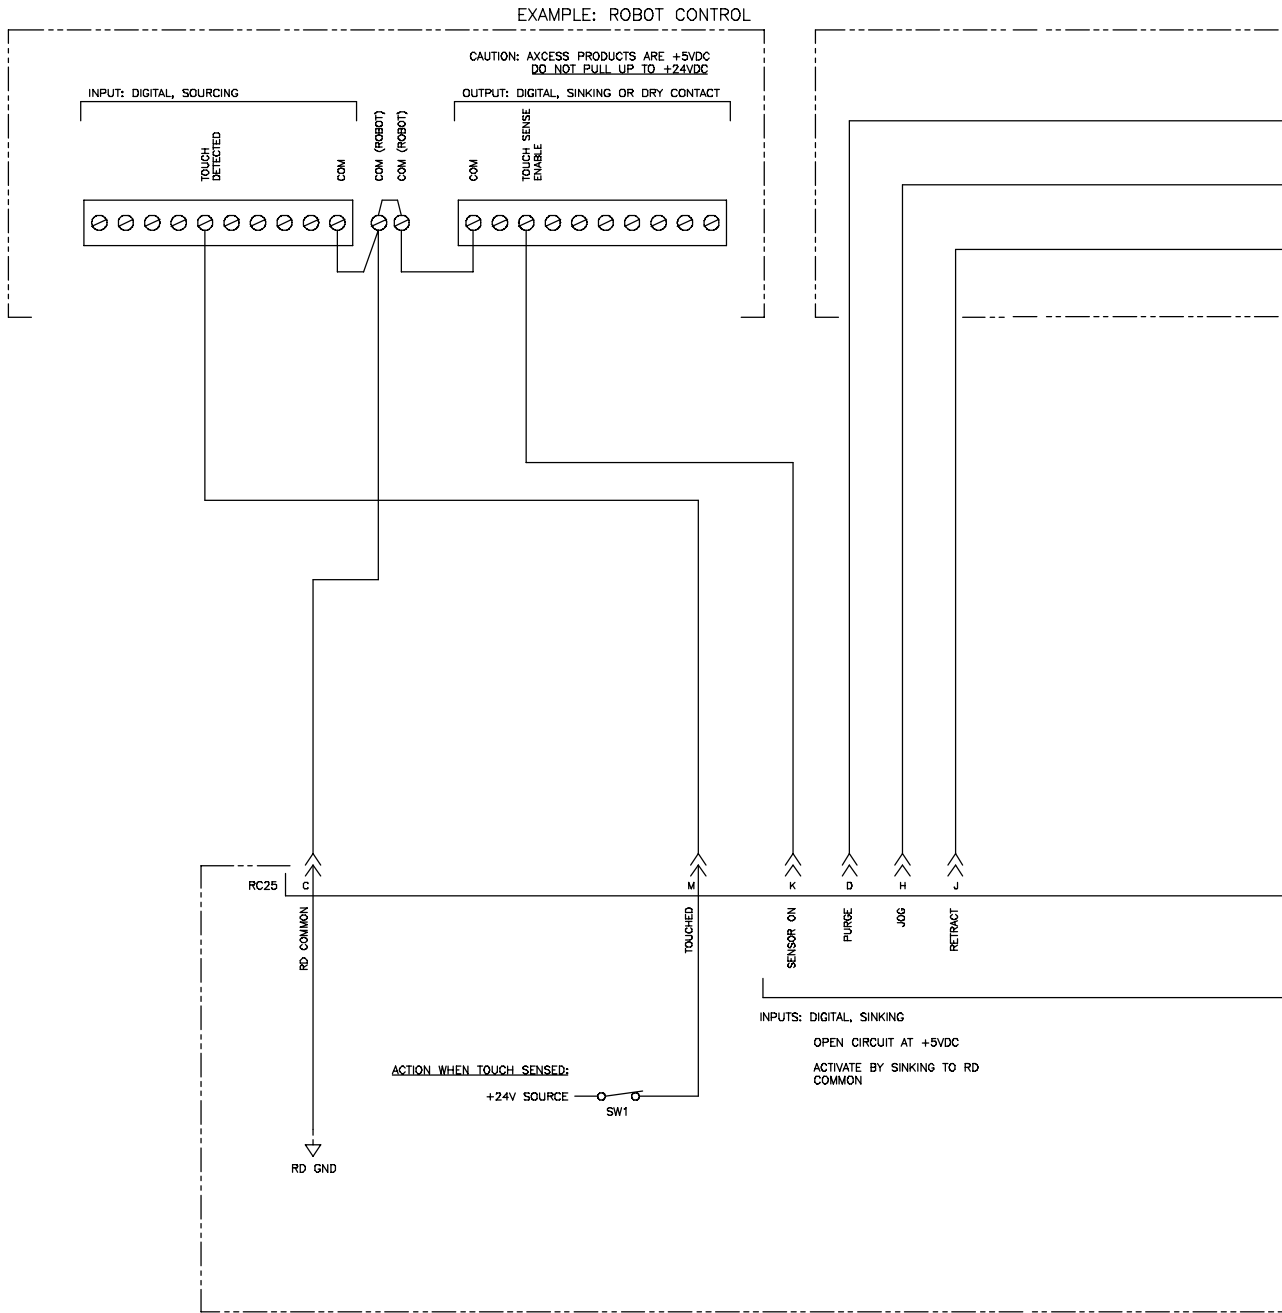 EXAMPLE: ROBOT CONTROL
CAUTION: AXCESS PRODUCTS ARE +5VDC
DO NOT PULL UP TO +24VDC
INPUT: DIGITAL, SOURCING
OUTPUT: DIGITAL, SINKING OR DRY CONTACT
TOUCH
DETECTED
COM
COM (ROBOT)
COM (ROBOT)
COM
TOUCH SENSE
ENABLE
RC25
C
M
K
D
H
J
RD COMMON
TOUCHED
SENSOR ON
PURGE
JOG
RETRACT
INPUTS: DIGITAL, SINKING
OPEN CIRCUIT AT +5VDC
ACTIVATE BY SINKING TO RD
COMMON
ACTION WHEN TOUCH SENSED:
+24V SOURCE
SW1
RD GND